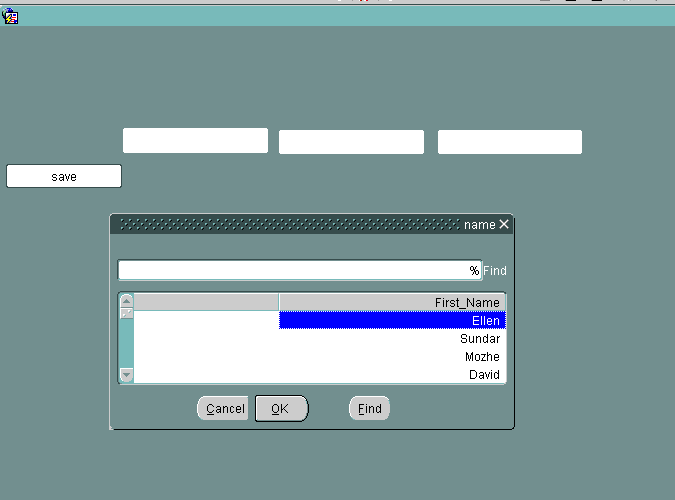 save
name
% Find
First_Name
Ellen
Sundar
Mozhe
David
Cancel OK Find